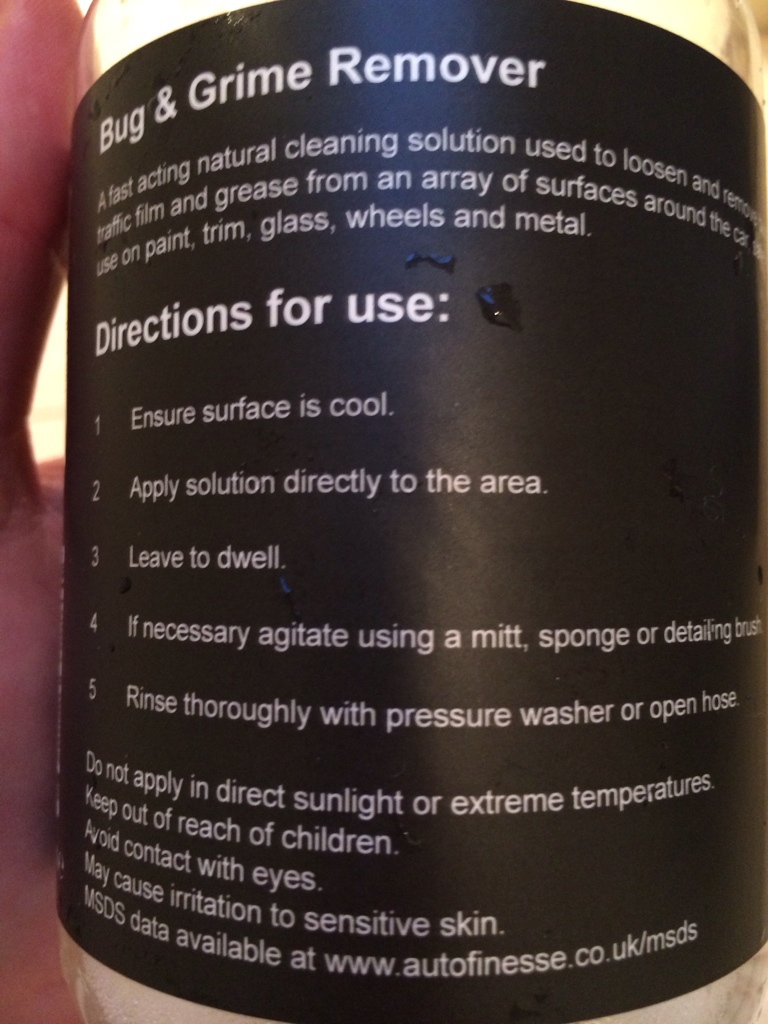 Bug & Grime Remover
A fast acting natural cleaning solution used to loosen and remove
traffic film and grease from an array of surfaces around the car
use on paint, trim, glass, wheels and metal.
Directions for use:
1 Ensure surface is cool.
2 Apply solution directly to the area.
3 Leave to dwell.
4 If necessary agitate using a mitt, sponge or detailing brush.
5 Rinse thoroughly with pressure washer or open hose.
Do not apply in direct sunlight or extreme temperatures.
Keep out of reach of children.
Avoid contact with eyes.
May cause irritation to sensitive skin.
MSDS data available at www.autofinesse.co.uk/msds